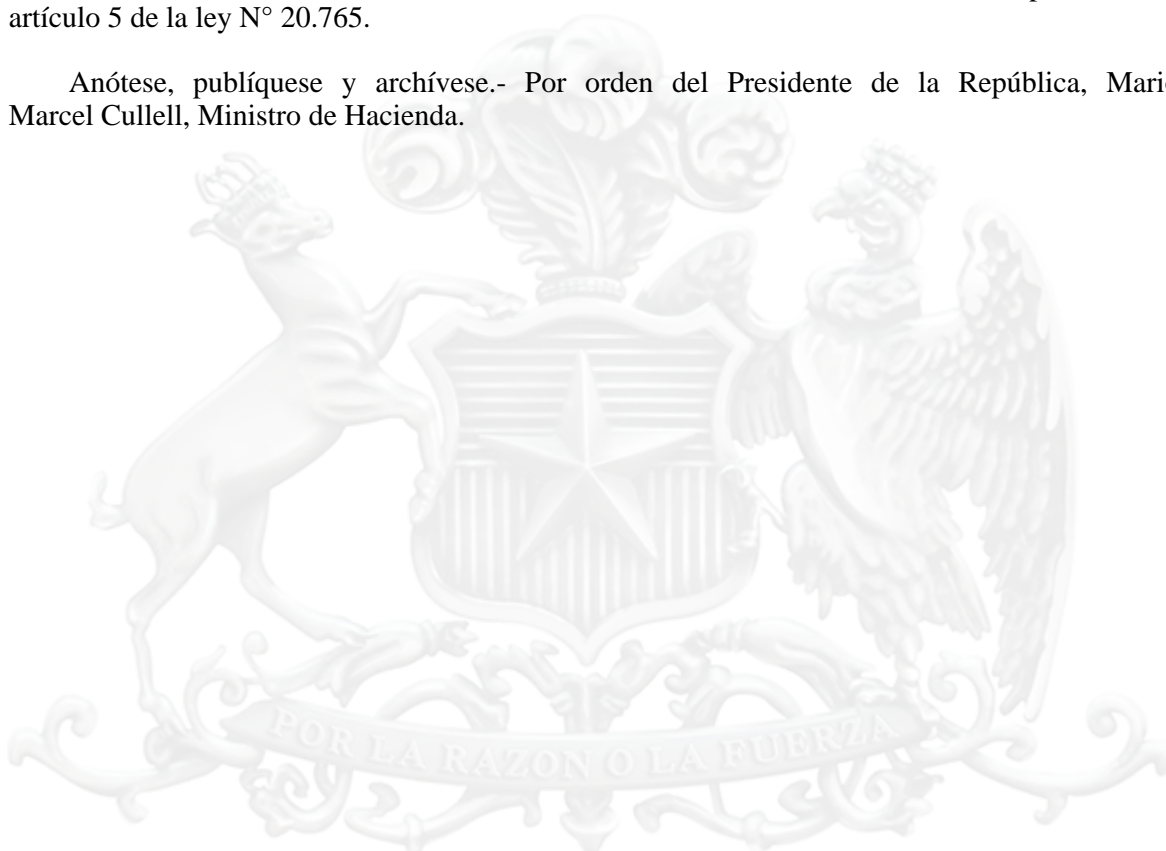 artículo 5 de la ley N° 20.765.
Anótese, publíquese y archívese.- Por orden del Presidente de la República, Mario
Marcel Cullell, Ministro de Hacienda.
POR LA RAZON O LA FUERZA